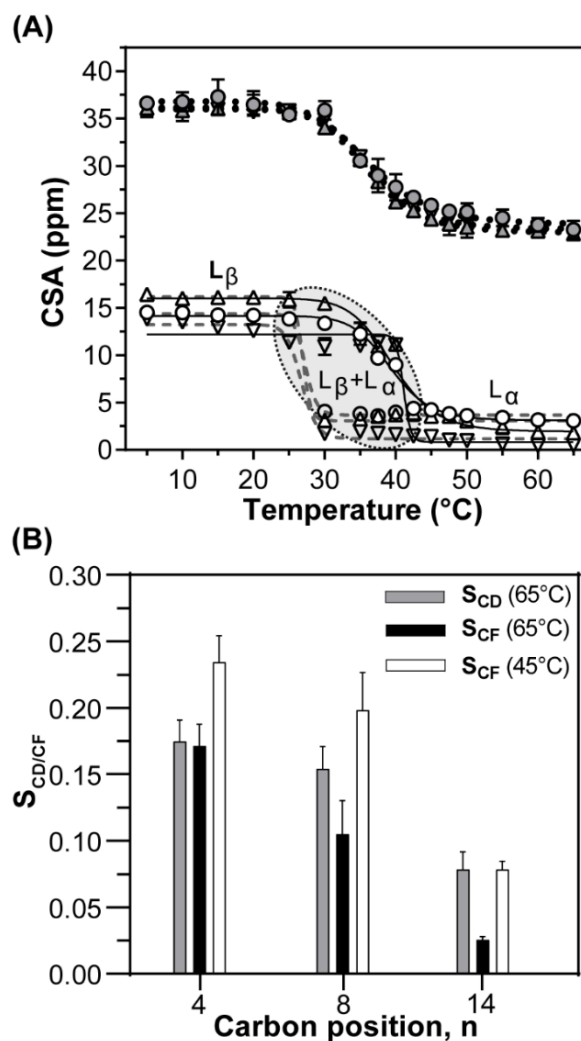 (A)
40
35
30
25
20
15
10
5
0
CSA (ppm)
Lβ
Lβ+Lα
Lα
10 20 30 40 50 60
Temperature (°C)
(B)
0.30
0.25
0.20
0.15
0.10
0.05
0.00
SCD/CF
SCD (65°C)
SCF (65°C)
SCF (45°C)
4 8 14
Carbon position, n